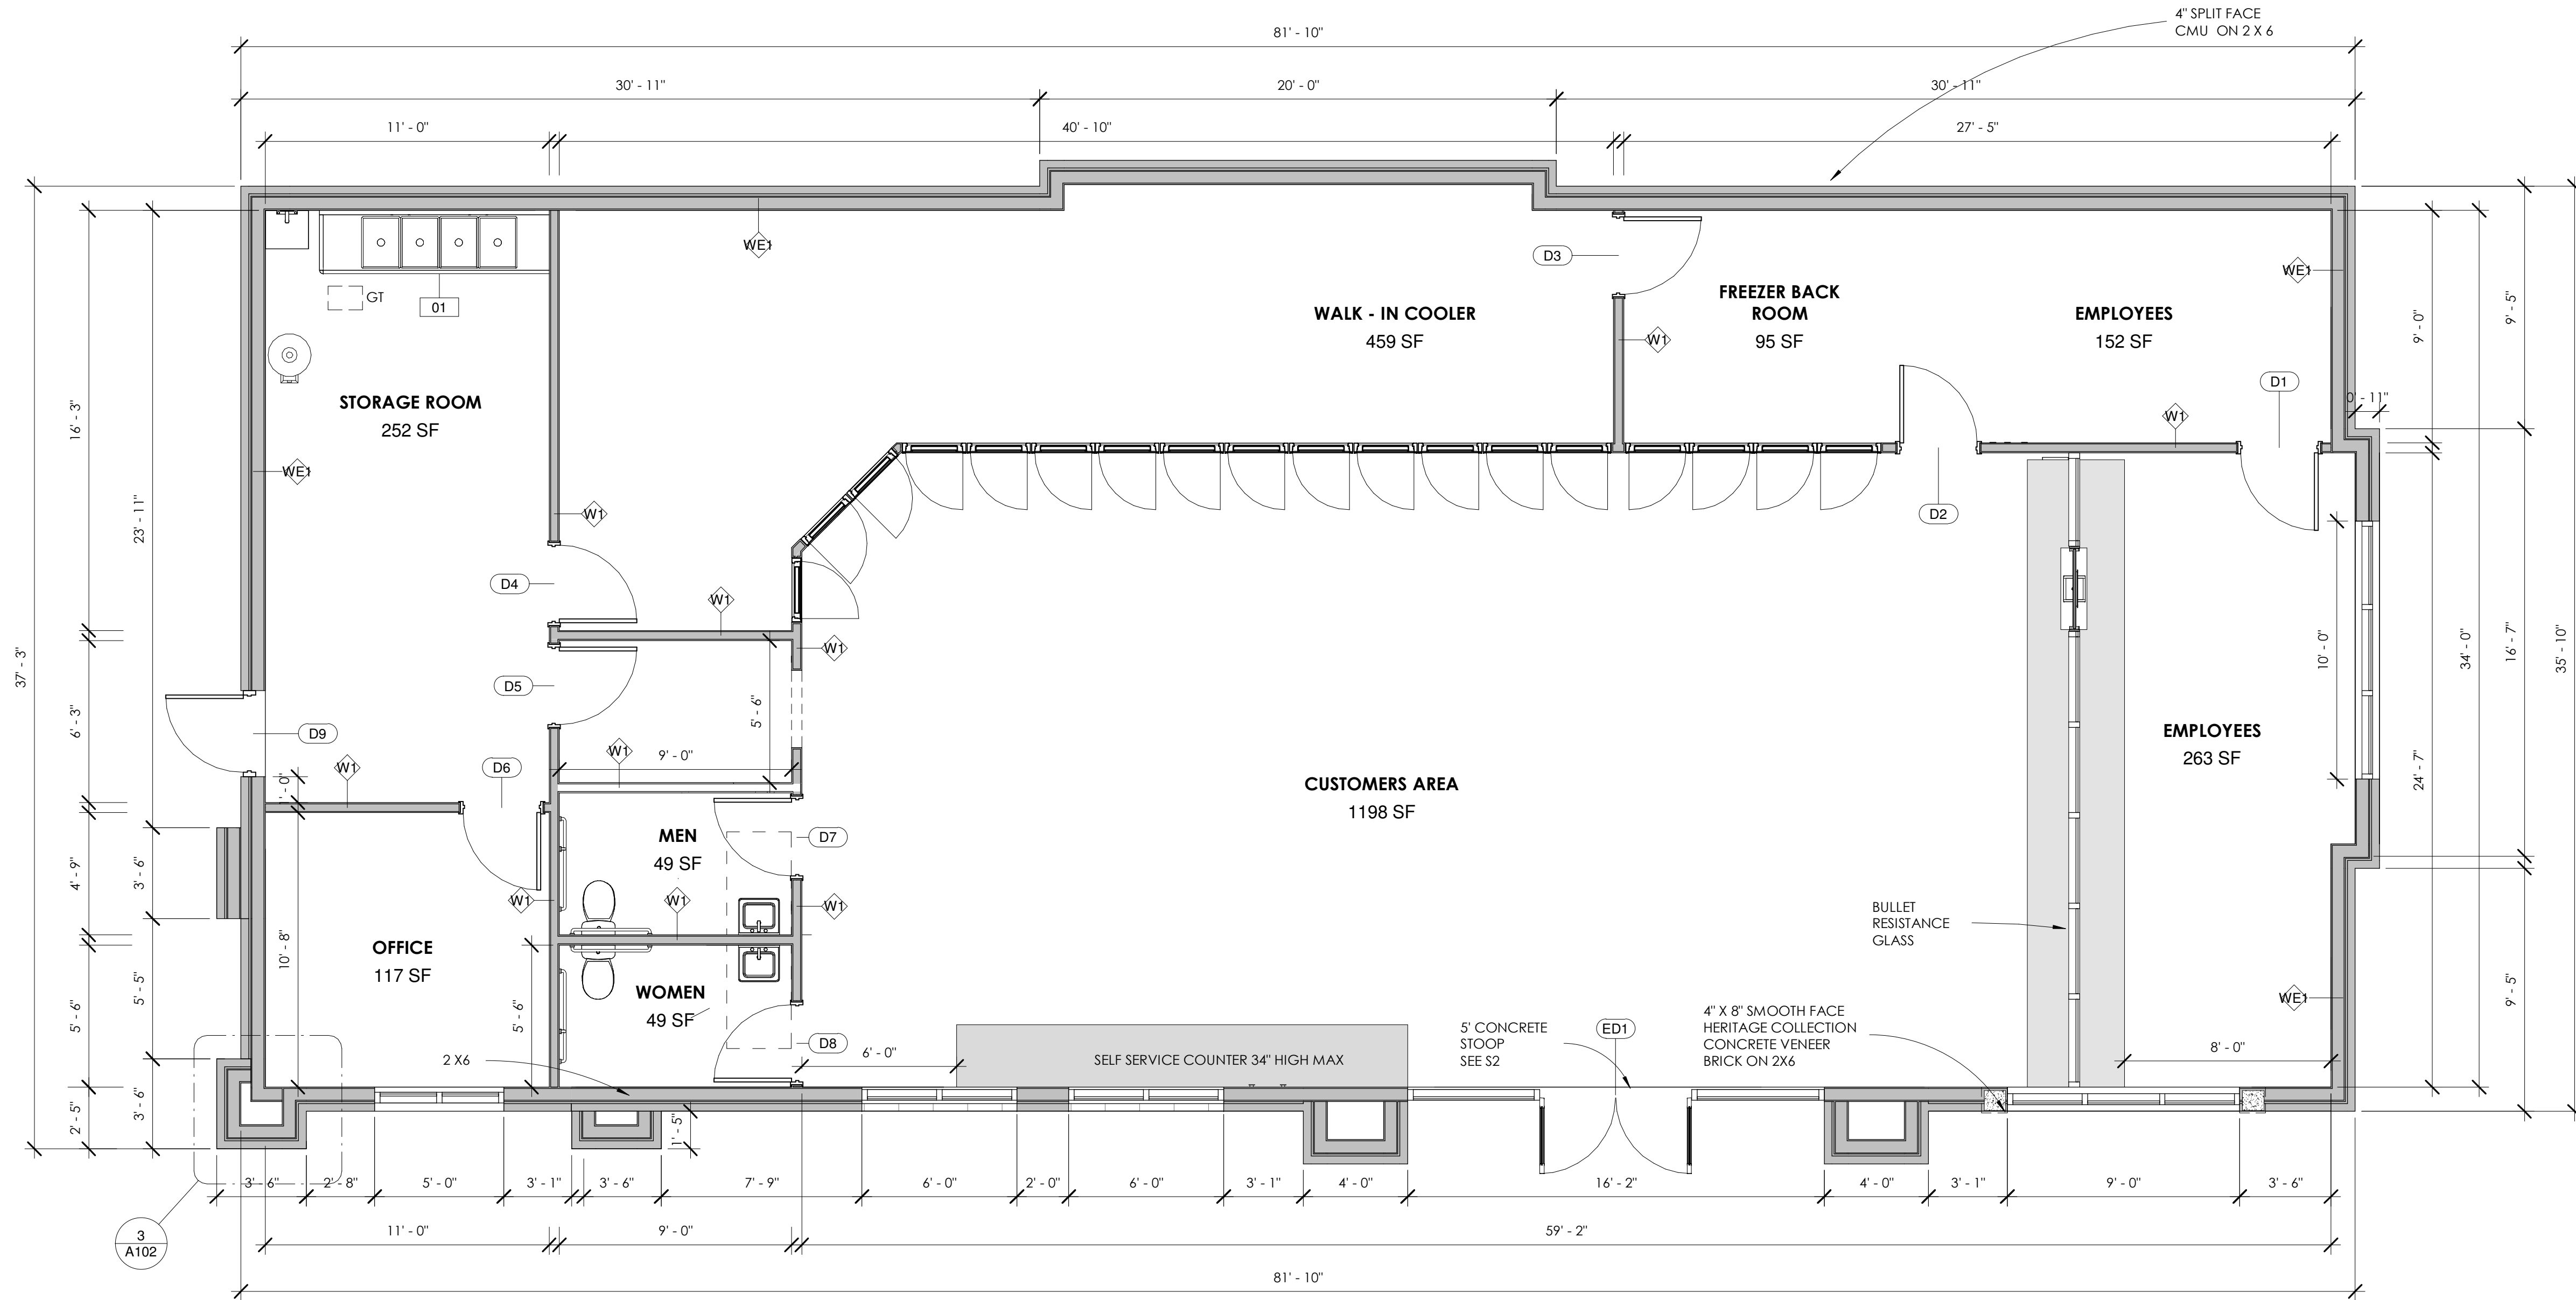 4" SPLIT FACE
CMU ON 2 X 6
81' - 10"
30' - 11"
20' - 0"
30' - 11"
11' - 0"
40' - 10"
27' - 5"
WE1
D3
WE1
GT
01
FREEZER BACK
ROOM
95 SF
WALK - IN COOLER
459 SF
EMPLOYEES
152 SF
W1
9' - 0"
9' - 5"
D1
0' - 11"
W1
STORAGE ROOM
252 SF
16' - 3"
WE1
23' - 11"
W1
D2
D4
W1
W1
37' - 3"
D5
10' - 0"
34' - 0"
16' - 7"
35' - 10"
6' - 3"
5' - 6"
D9
W1
9' - 0"
W1
D6
EMPLOYEES
263 SF
24' - 7"
CUSTOMERS AREA
1198 SF
MEN
49 SF
D7
4' - 9"
3' - 6"
W1
W1
W1
BULLET
RESISTANCE
GLASS
OFFICE
117 SF
10' - 8"
WOMEN
49 SF
5' - 5"
5' - 6"
5' - 6"
WE1
9' - 5"
D8
6' - 0"
2 X6
SELF SERVICE COUNTER 34" HIGH MAX
5' CONCRETE
STOOP
SEE S2
ED1
4" X 8" SMOOTH FACE
HERITAGE COLLECTION
CONCRETE VENEER
BRICK ON 2X6
8' - 0"
2' - 5"
3' - 6"
1' - 5"
3' - 6"
2' - 8"
5' - 0"
3' - 1"
3' - 6"
7' - 9"
6' - 0"
2' - 0"
6' - 0"
3' - 1"
4' - 0"
16' - 2"
4' - 0"
3' - 1"
9' - 0"
3' - 6"
3
A102
11' - 0"
9' - 0"
59' - 2"
81' - 10"